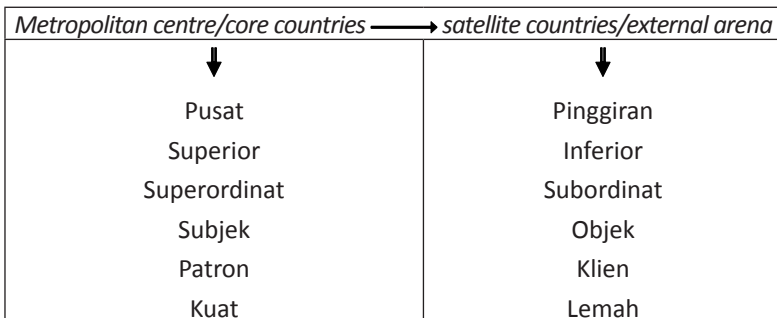 Metropolitan centre/core countries → satellite countries/external arena
Pusat Pinggiran
Superior Inferior
Superordinat Subordinat
Subjek Objek
Patron Klien
Kuat Lemah